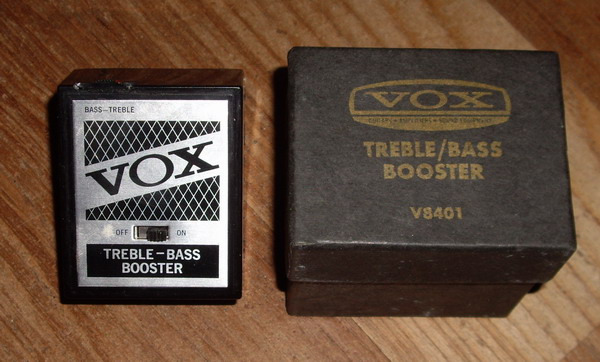 BASS—TREBLE
VOX
OFF ON
TREBLE-BASS
BOOSTER
VOX
TREBLE/BASS
BOOSTER
V8401